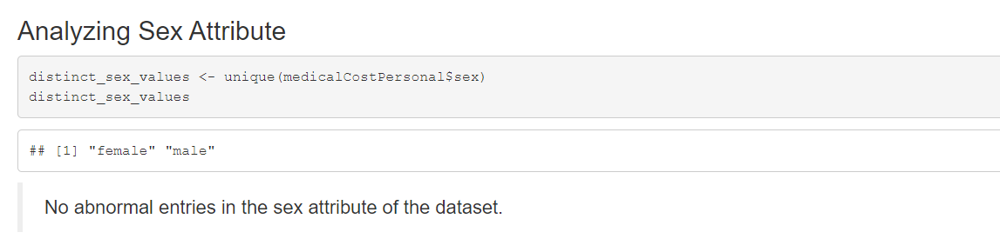 Analyzing Sex Attribute
distinct_sex_values <- unique(medicalCostPersonal$sex)
distinct_sex_values
## [1] "female" "male"
No abnormal entries in the sex attribute of the dataset.